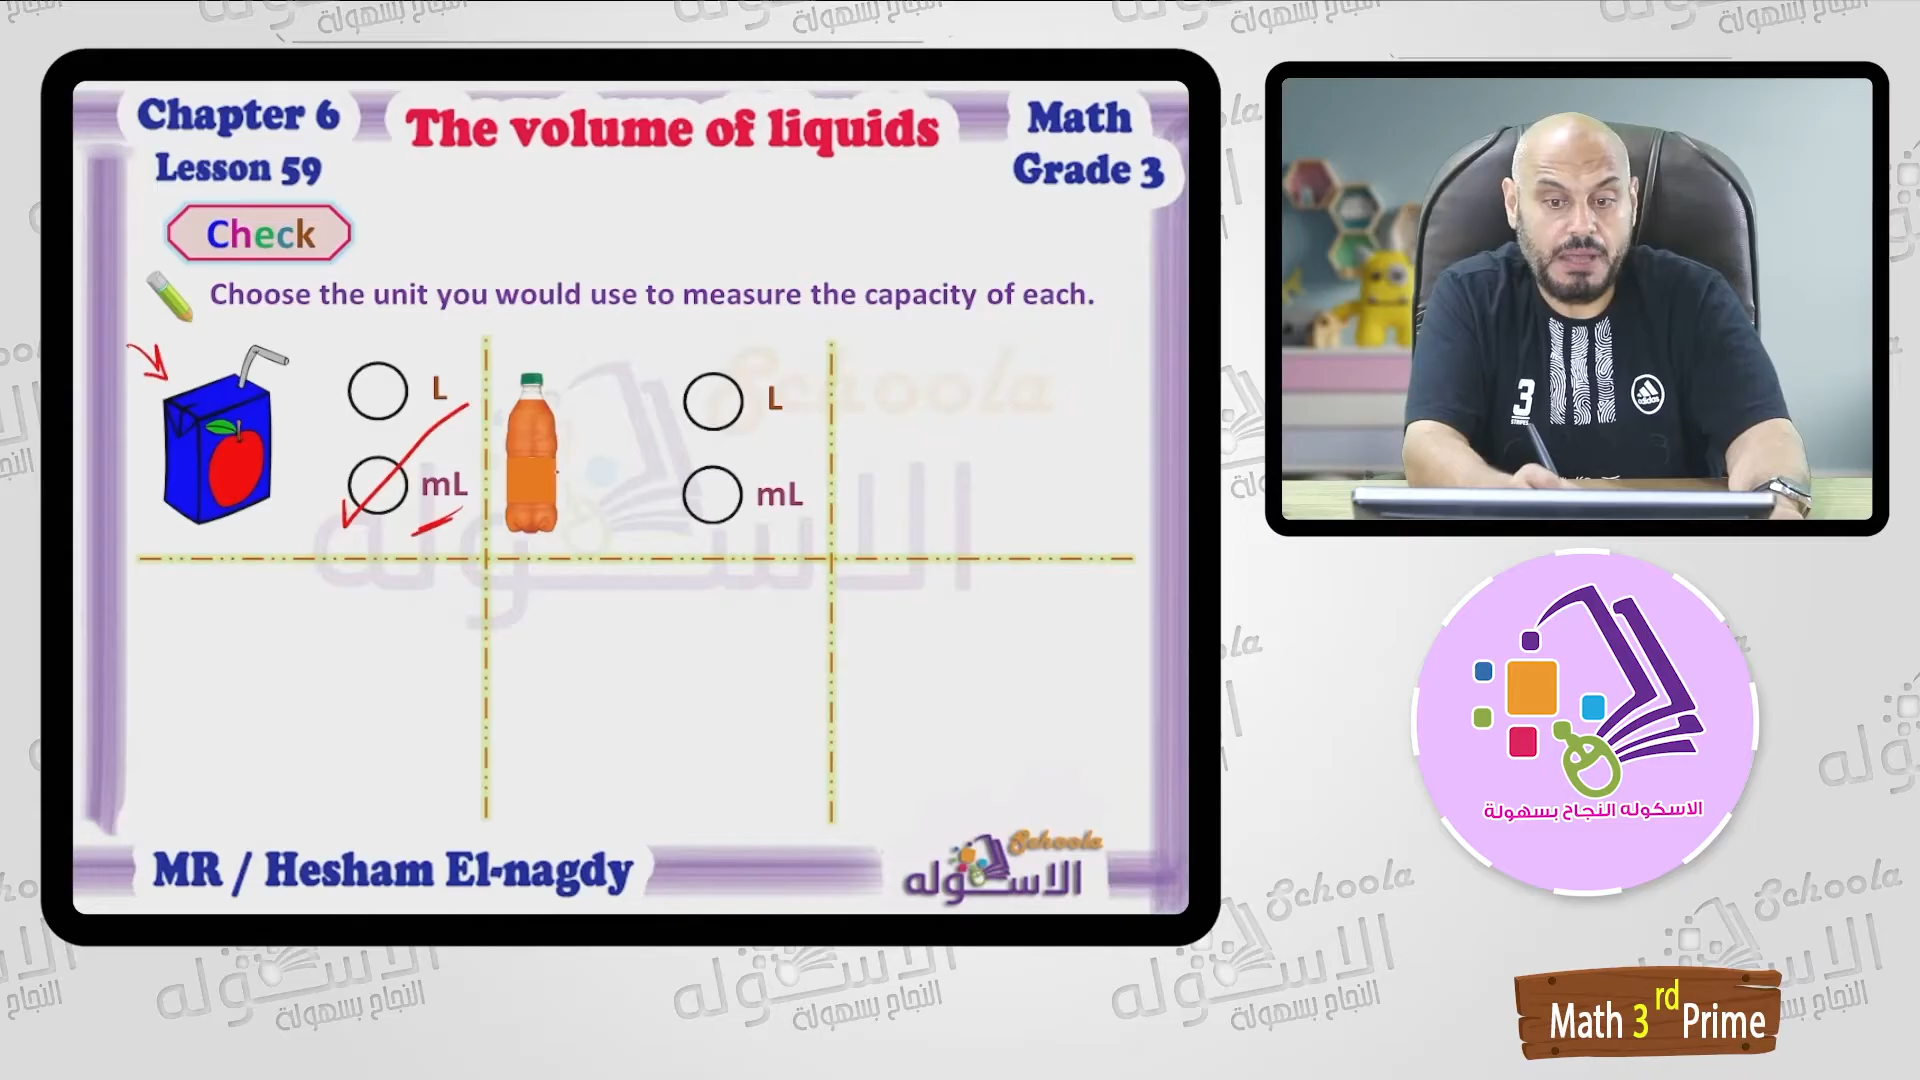 Chapter 6
Lesson 59
The volume of liquids
Math
Grade 3
Check
Choose the unit you would use to measure the capacity of each.
L
mL
L
mL
MR / Hesham El-nagdy
Schoola
الاسكوله
3
adidas
الاسكوله النجاح بسهولة
Math 3rd Prime